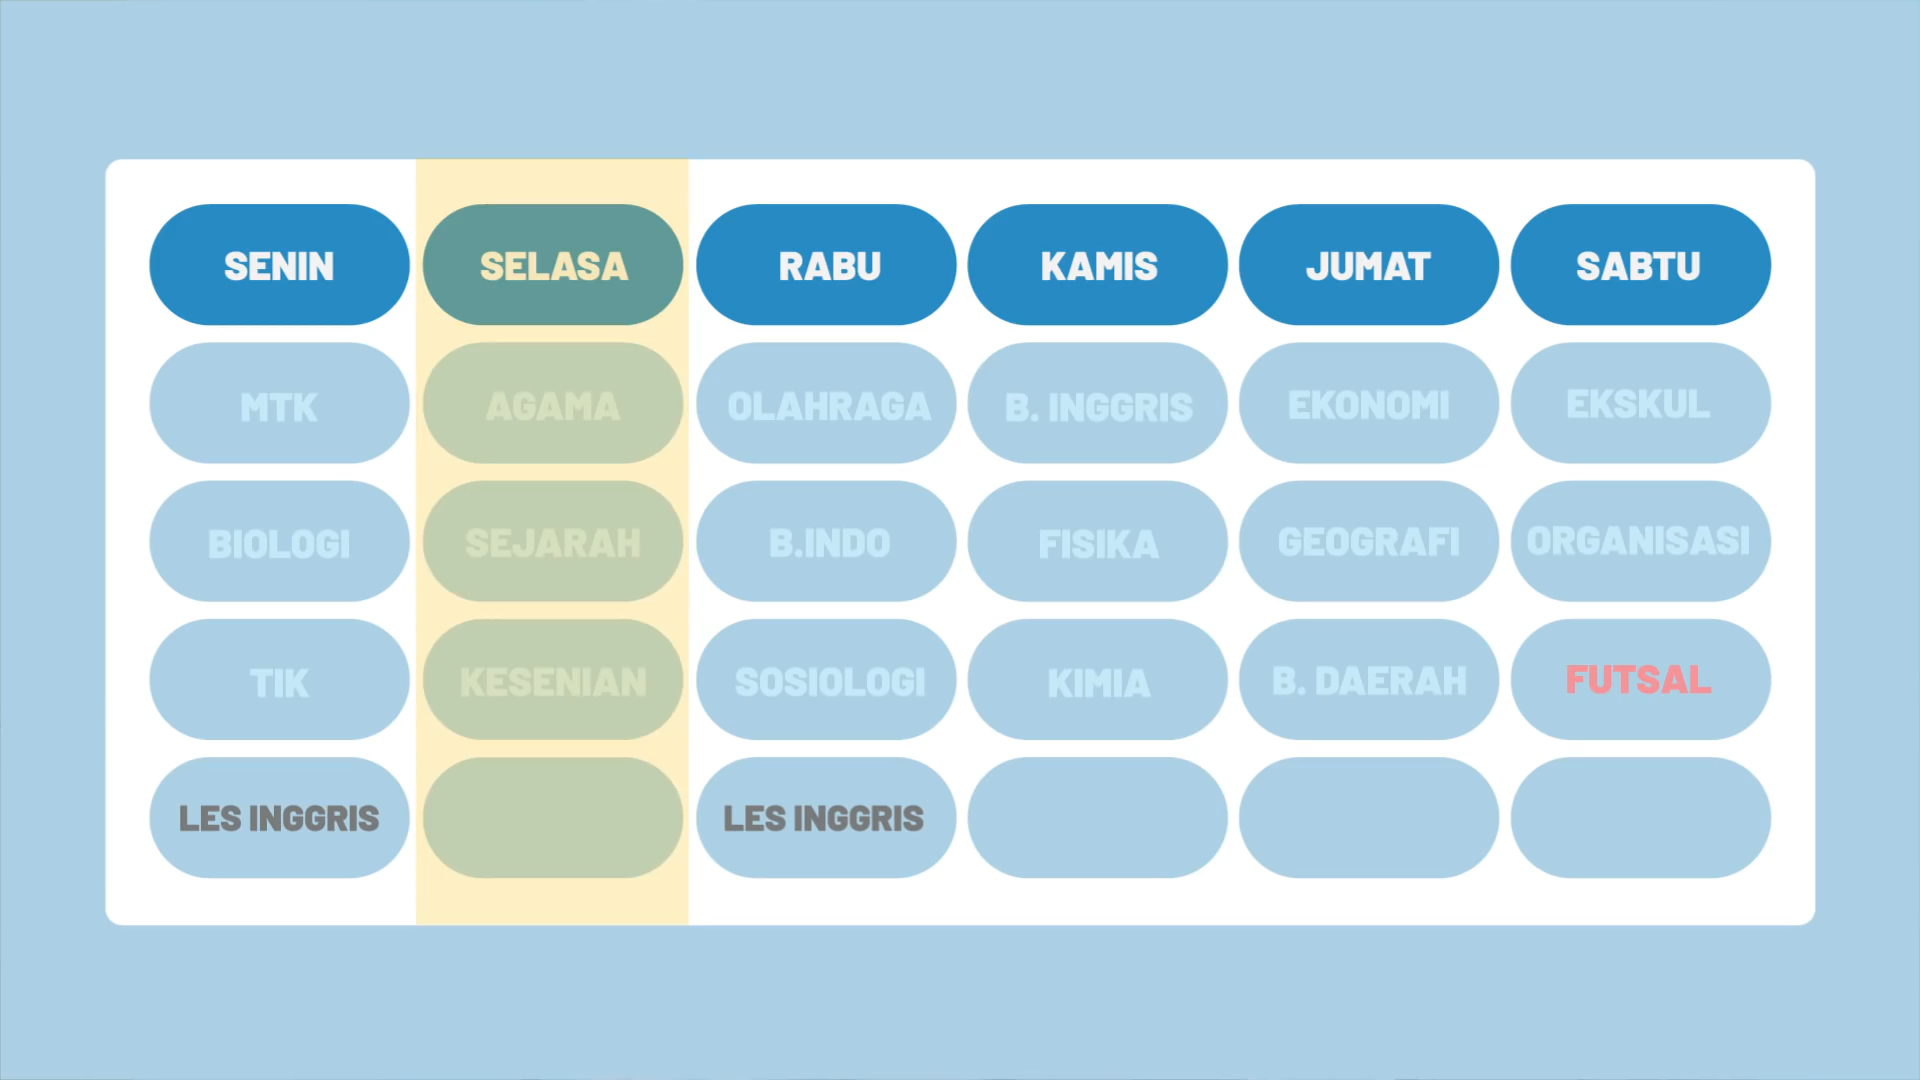 SENIN SELASA RABU KAMIS JUMAT SABTU
MTK AGAMA OLAHRAGA B. INGGRIS EKONOMI EKSKUL
BIOLOGI SEJARAH B.INDO FISIKA GEOGRAFI ORGANISASI
TIK KESENIAN SOSIOLOGI KIMIA B. DAERAH FUTSAL
LES INGGRIS LES INGGRIS